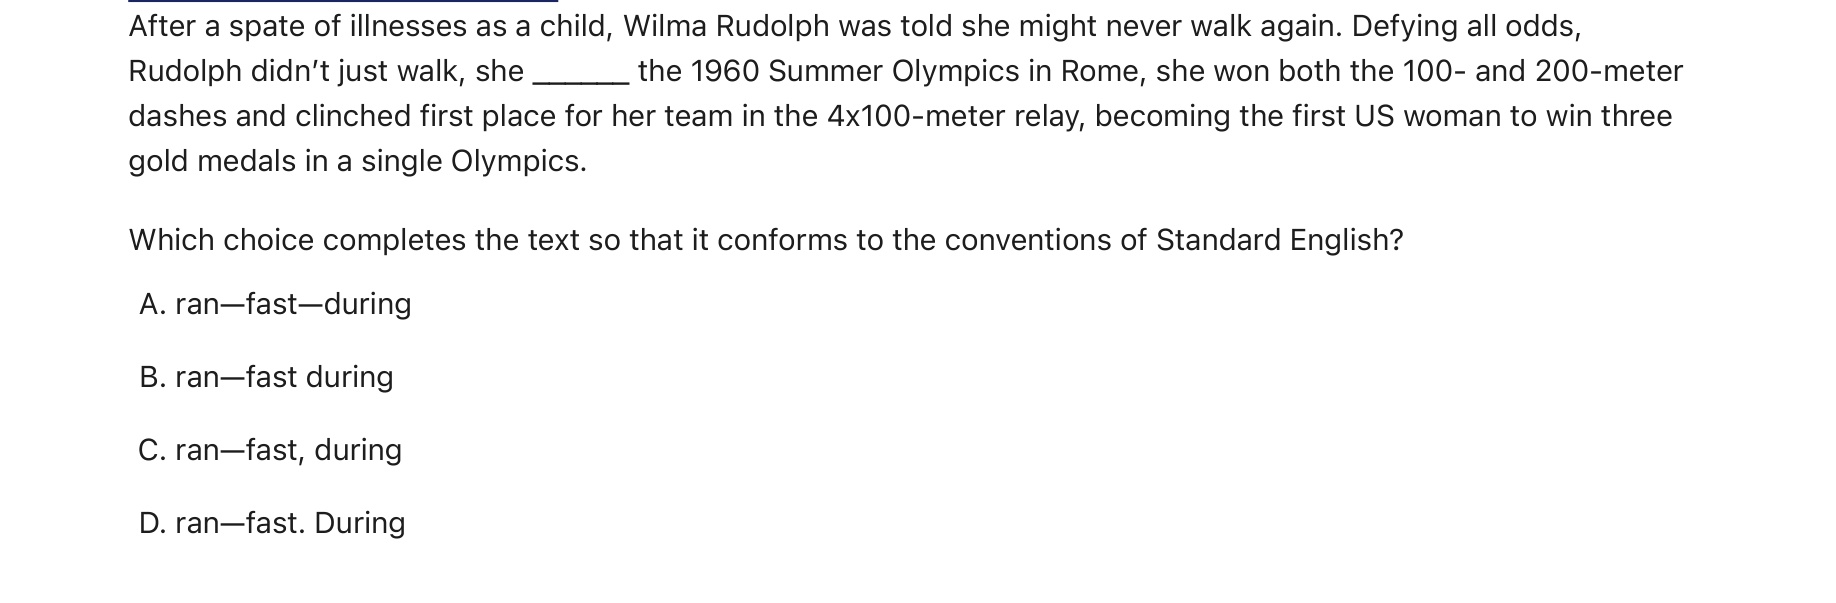 After a spate of illnesses as a child, Wilma Rudolph was told she might never walk again. Defying all odds,
Rudolph didn’t just walk, she ______ the 1960 Summer Olympics in Rome, she won both the 100- and 200-meter
dashes and clinched first place for her team in the 4x100-meter relay, becoming the first US woman to win three
gold medals in a single Olympics.
Which choice completes the text so that it conforms to the conventions of Standard English?
A. ran—fast—during
B. ran—fast during
C. ran—fast, during
D. ran—fast. During